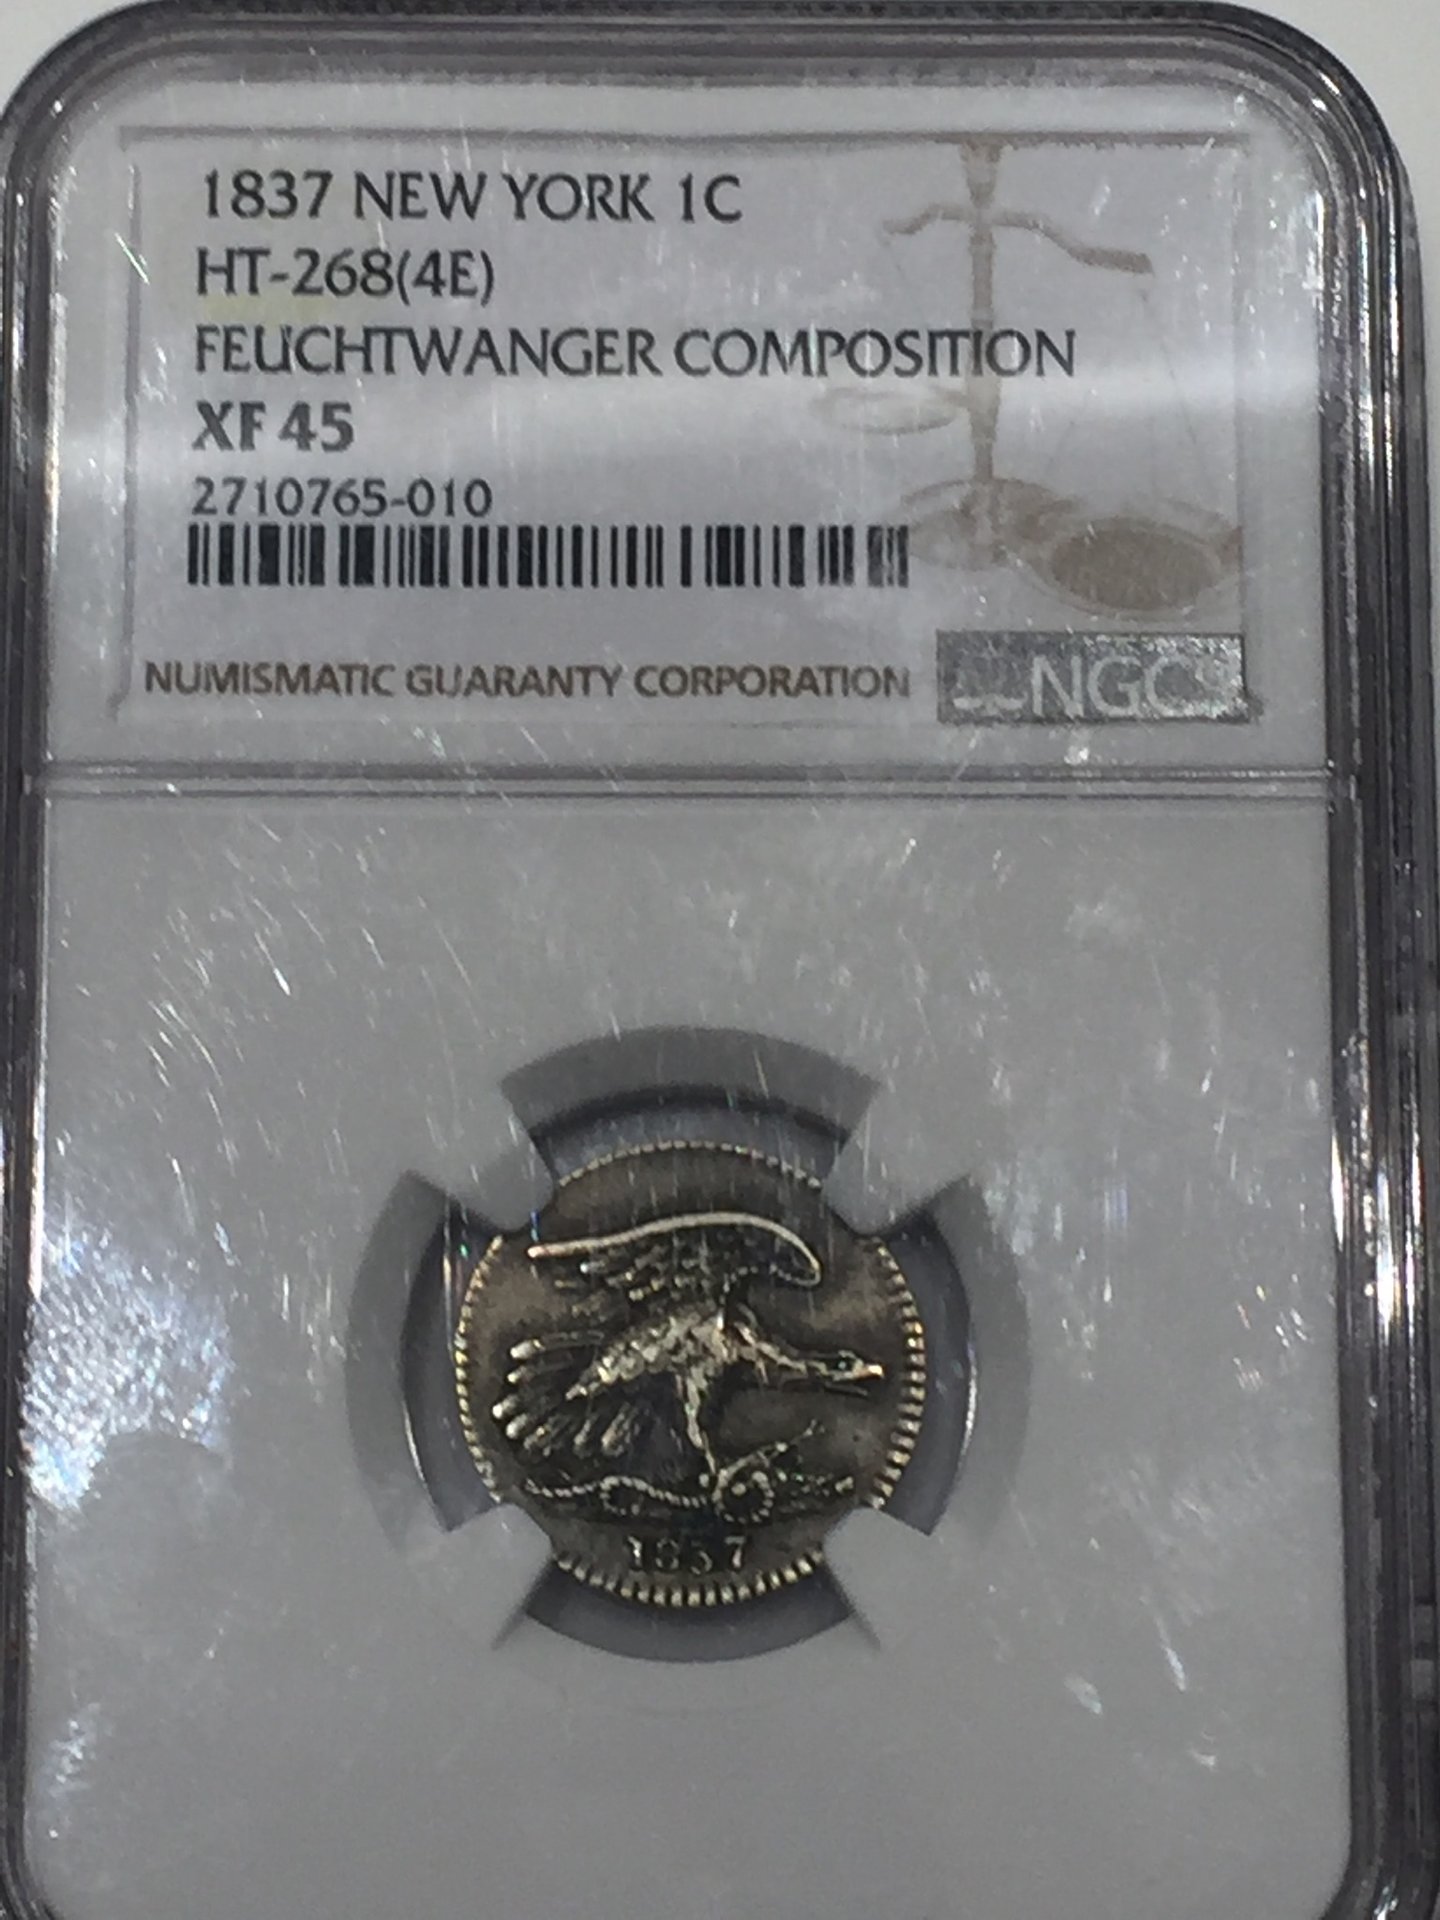 1837 NEW YORK 1C
HT-268(4E)
FEUCHTWANGER COMPOSITION
XF 45
2710765-010
NUMISMATIC GUARANTY CORPORATION
NGC
1837